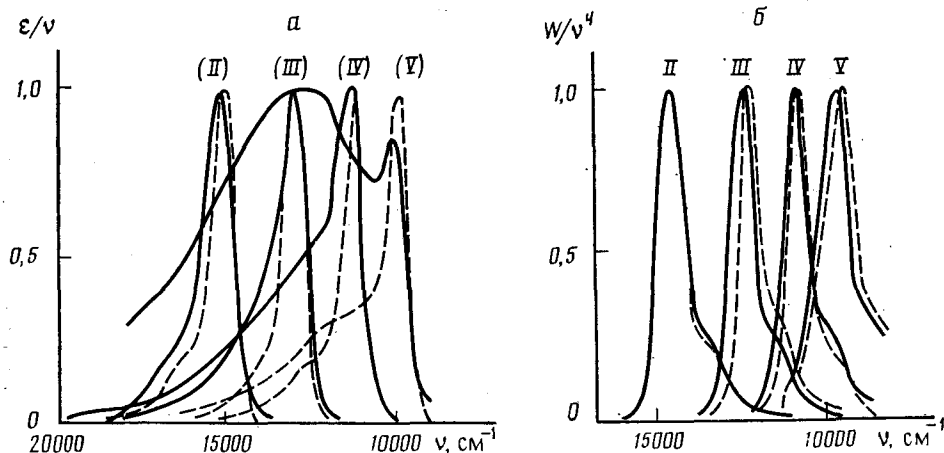 ε/ν
а
(II) (III) (IV) (V)
1,0
0,5
0
20000 15000 10000 ν, см⁻¹
W/ν⁴
б
II III IV V
1,0
0,5
0
15000 10000 ν, см⁻¹